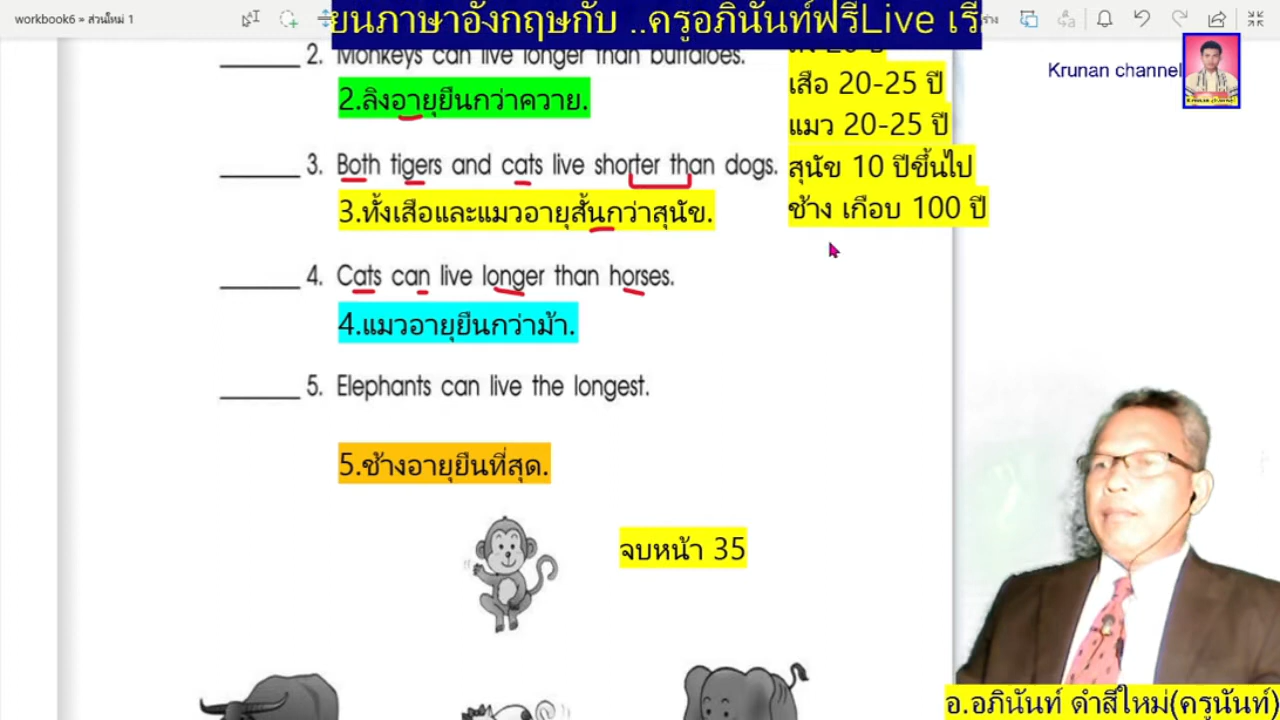 workbook6 » ส่วนใหม่ 1
ยนภาษาอังกฤษกับ ..ครูอภินันท์ฟรีLive เรี
ร่าง
2. Monkeys can live longer than buffaloes.
2.ลิงอายุยืนกว่าควาย.
เสือ 20-25 ปี
แมว 20-25 ปี
Krunan channel
3. Both tigers and cats live shorter than dogs.
สุนัข 10 ปีขึ้นไป
3.ทั้งเสือและแมวอายุสั้นกว่าสุนัข.
ช้าง เกือบ 100 ปี
4. Cats can live longer than horses.
4.แมวอายุยืนกว่าม้า.
5. Elephants can live the longest.
5.ช้างอายุยืนที่สุด.
จบหน้า 35
อ.อภินันท์ ดำสีใหม่(ครูนันท์)